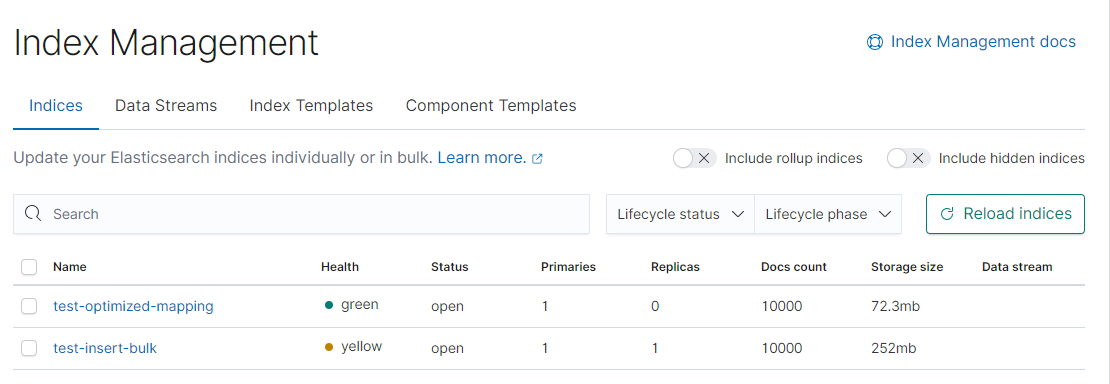 Index Management
Index Management docs
Indices Data Streams Index Templates Component Templates
Update your Elasticsearch indices individually or in bulk. Learn more.
Include rollup indices Include hidden indices
Search Lifecycle status Lifecycle phase Reload indices
Name Health Status Primaries Replicas Docs count Storage size Data stream
test-optimized-mapping green open 1 0 10000 72.3mb
test-insert-bulk yellow open 1 1 10000 252mb